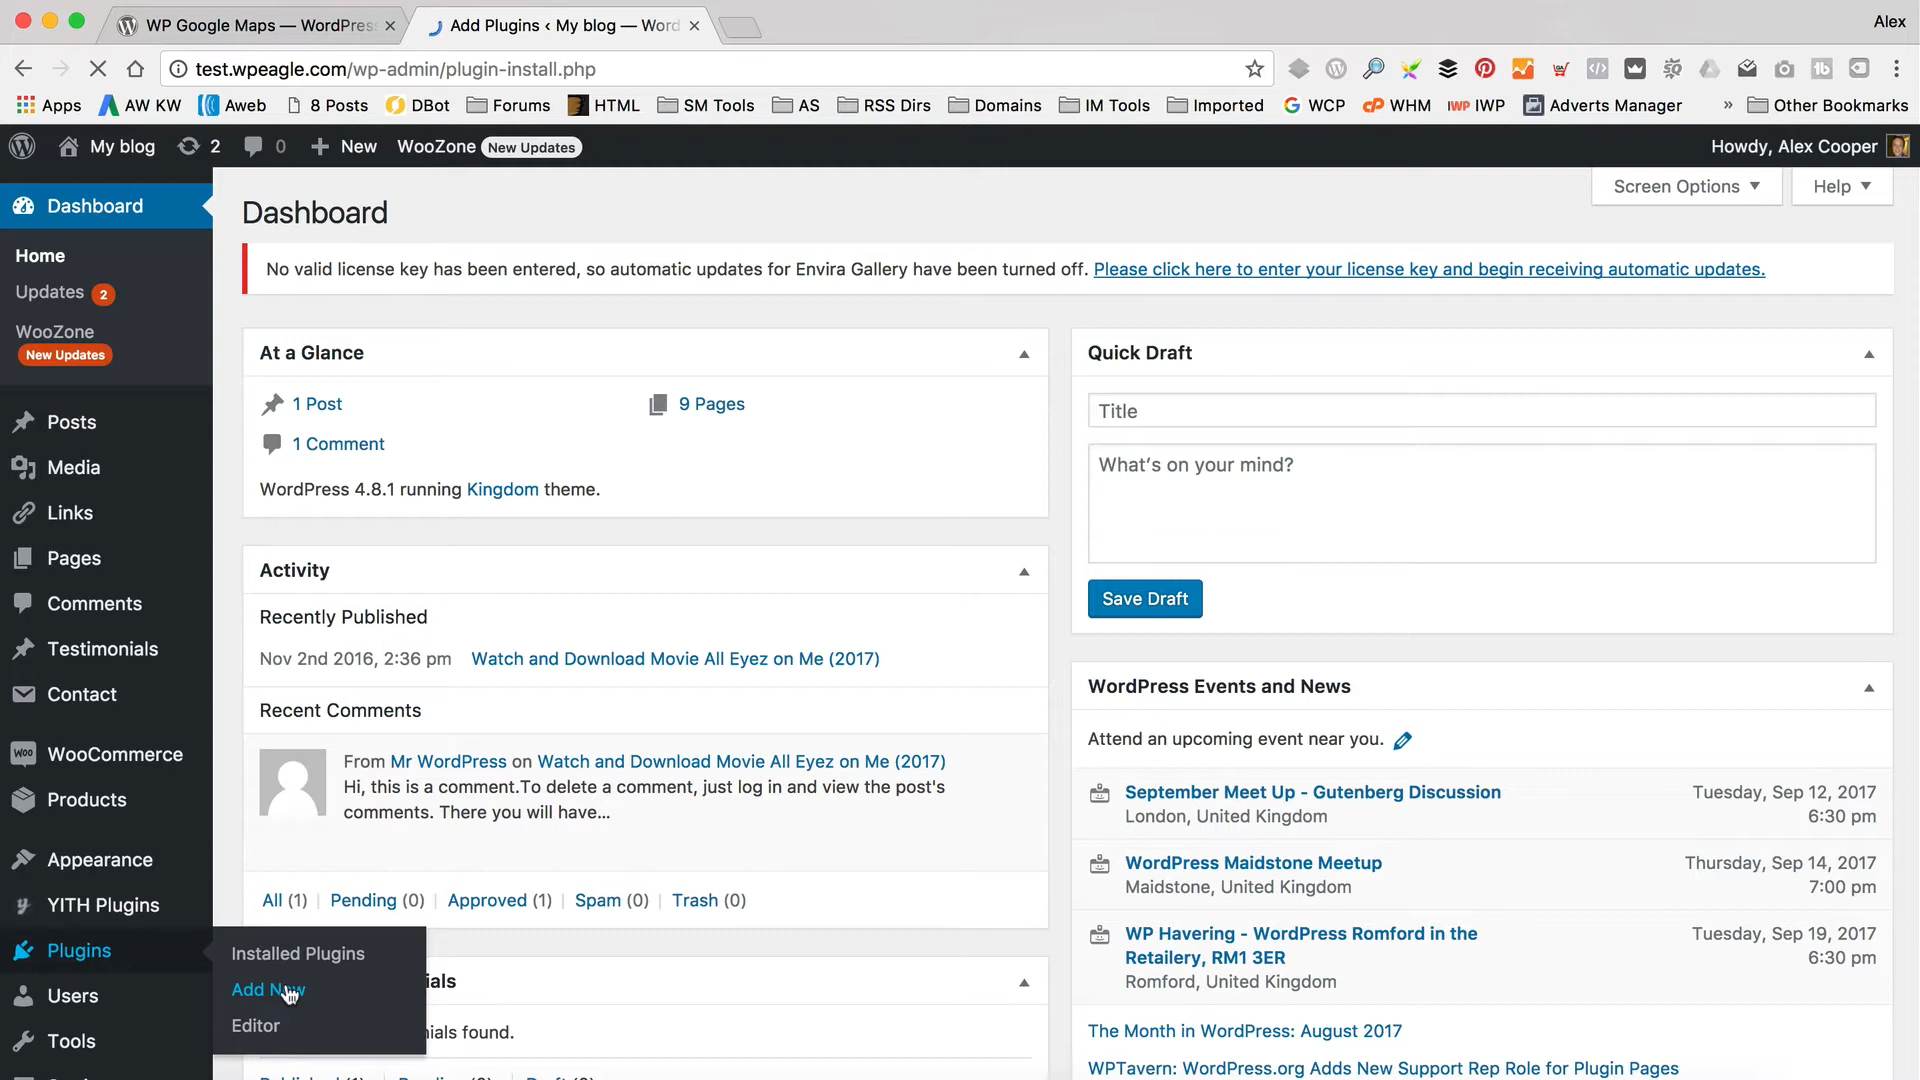 WP Google Maps — WordPres
Add Plugins ‹ My blog — Word
Alex
test.wpeagle.com/wp-admin/plugin-install.php
Apps
AW KW
Aweb
8 Posts
DBot
Forums
HTML
SM Tools
AS
RSS Dirs
Domains
IM Tools
Imported
WCP
WHM
IWP
Adverts Manager
»
Other Bookmarks
My blog
2
0
New
WooZone New Updates
Howdy, Alex Cooper
Dashboard
Home
Updates 2
WooZone
New Updates
Posts
Media
Links
Pages
Comments
Testimonials
Contact
WooCommerce
Products
Appearance
YITH Plugins
Plugins
Users
Tools
Installed Plugins
Add New
Editor
Screen Options
Help
Dashboard
No valid license key has been entered, so automatic updates for Envira Gallery have been turned off. Please click here to enter your license key and begin receiving automatic updates.
At a Glance
1 Post
9 Pages
1 Comment
WordPress 4.8.1 running Kingdom theme.
Activity
Recently Published
Nov 2nd 2016, 2:36 pm Watch and Download Movie All Eyez on Me (2017)
Recent Comments
From Mr WordPress on Watch and Download Movie All Eyez on Me (2017)
Hi, this is a comment.To delete a comment, just log in and view the post's
comments. There you will have...
All (1) | Pending (0) | Approved (1) | Spam (0) | Trash (0)
ials
ials found.
Quick Draft
Title
What's on your mind?
Save Draft
WordPress Events and News
Attend an upcoming event near you.
September Meet Up - Gutenberg Discussion
London, United Kingdom
Tuesday, Sep 12, 2017
6:30 pm
WordPress Maidstone Meetup
Maidstone, United Kingdom
Thursday, Sep 14, 2017
7:00 pm
WP Havering - WordPress Romford in the
Retailery, RM1 3ER
Romford, United Kingdom
Tuesday, Sep 19, 2017
6:30 pm
The Month in WordPress: August 2017
WPTavern: WordPress.org Adds New Support Rep Role for Plugin Pages